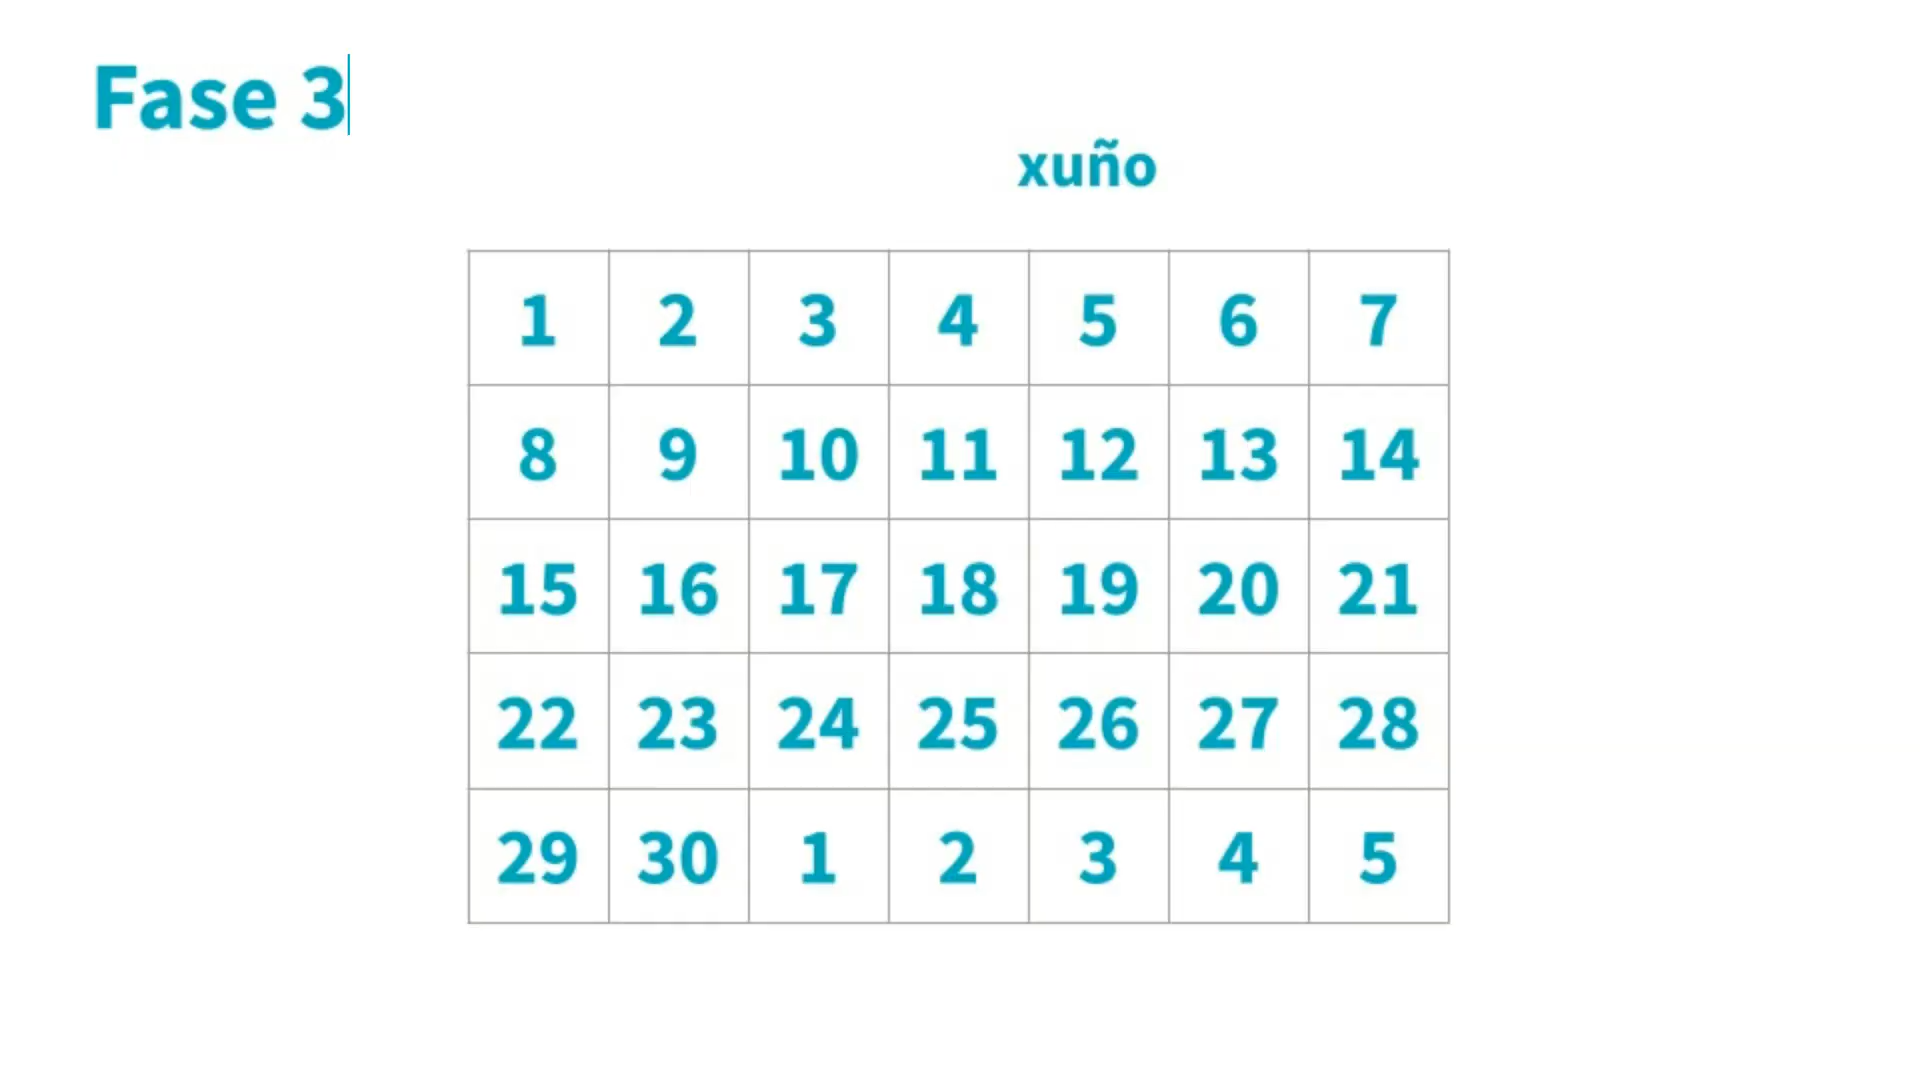 Fase 3
xuño
1 2 3 4 5 6 7
8 9 10 11 12 13 14
15 16 17 18 19 20 21
22 23 24 25 26 27 28
29 30 1 2 3 4 5